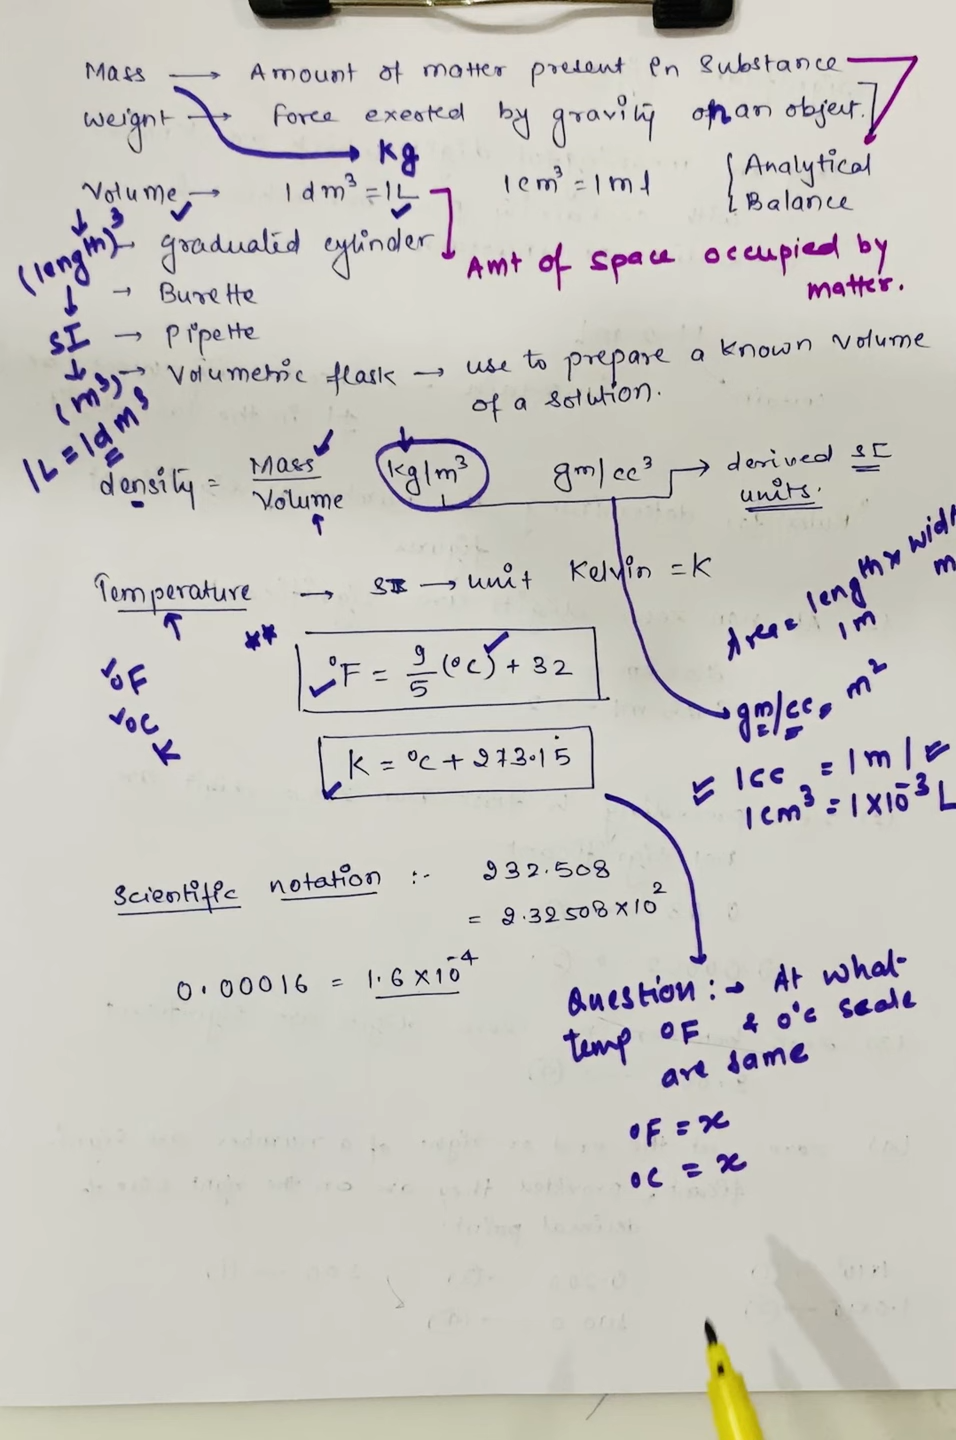 Mass → Amount of matter present in Substance
Weight → force exerted by gravity on an object.
Kg
Volume → 1 dm³ = 1L
1cm³ = 1ml
Analytical
Balance
(length)³
→ graduated cylinder
Amt of space occupied by
matter.
→ Burette
SI
→ Pipette
(m³)
→ Volumetric flask → use to prepare a known volume
of a solution.
1L = 1dm³
density = Mass / Volume
kg/m³
gm/cc³ → derived SI
units.
Temperature → SI → unit Kelvin = K
Area = length x
1m m
m²
**
°F = 9/5 (°C) + 32
°F
°C
K
gm/cc
K = °C + 273.15
1cc = 1ml
1cm³ = 1x10⁻³ L
Scientific notation :- 232.508
= 2.32508 x 10²
0.00016 = 1.6 x 10⁻⁴
Question :→ At what
temp °F & 0°c scale
are same
°F = x
°C = x